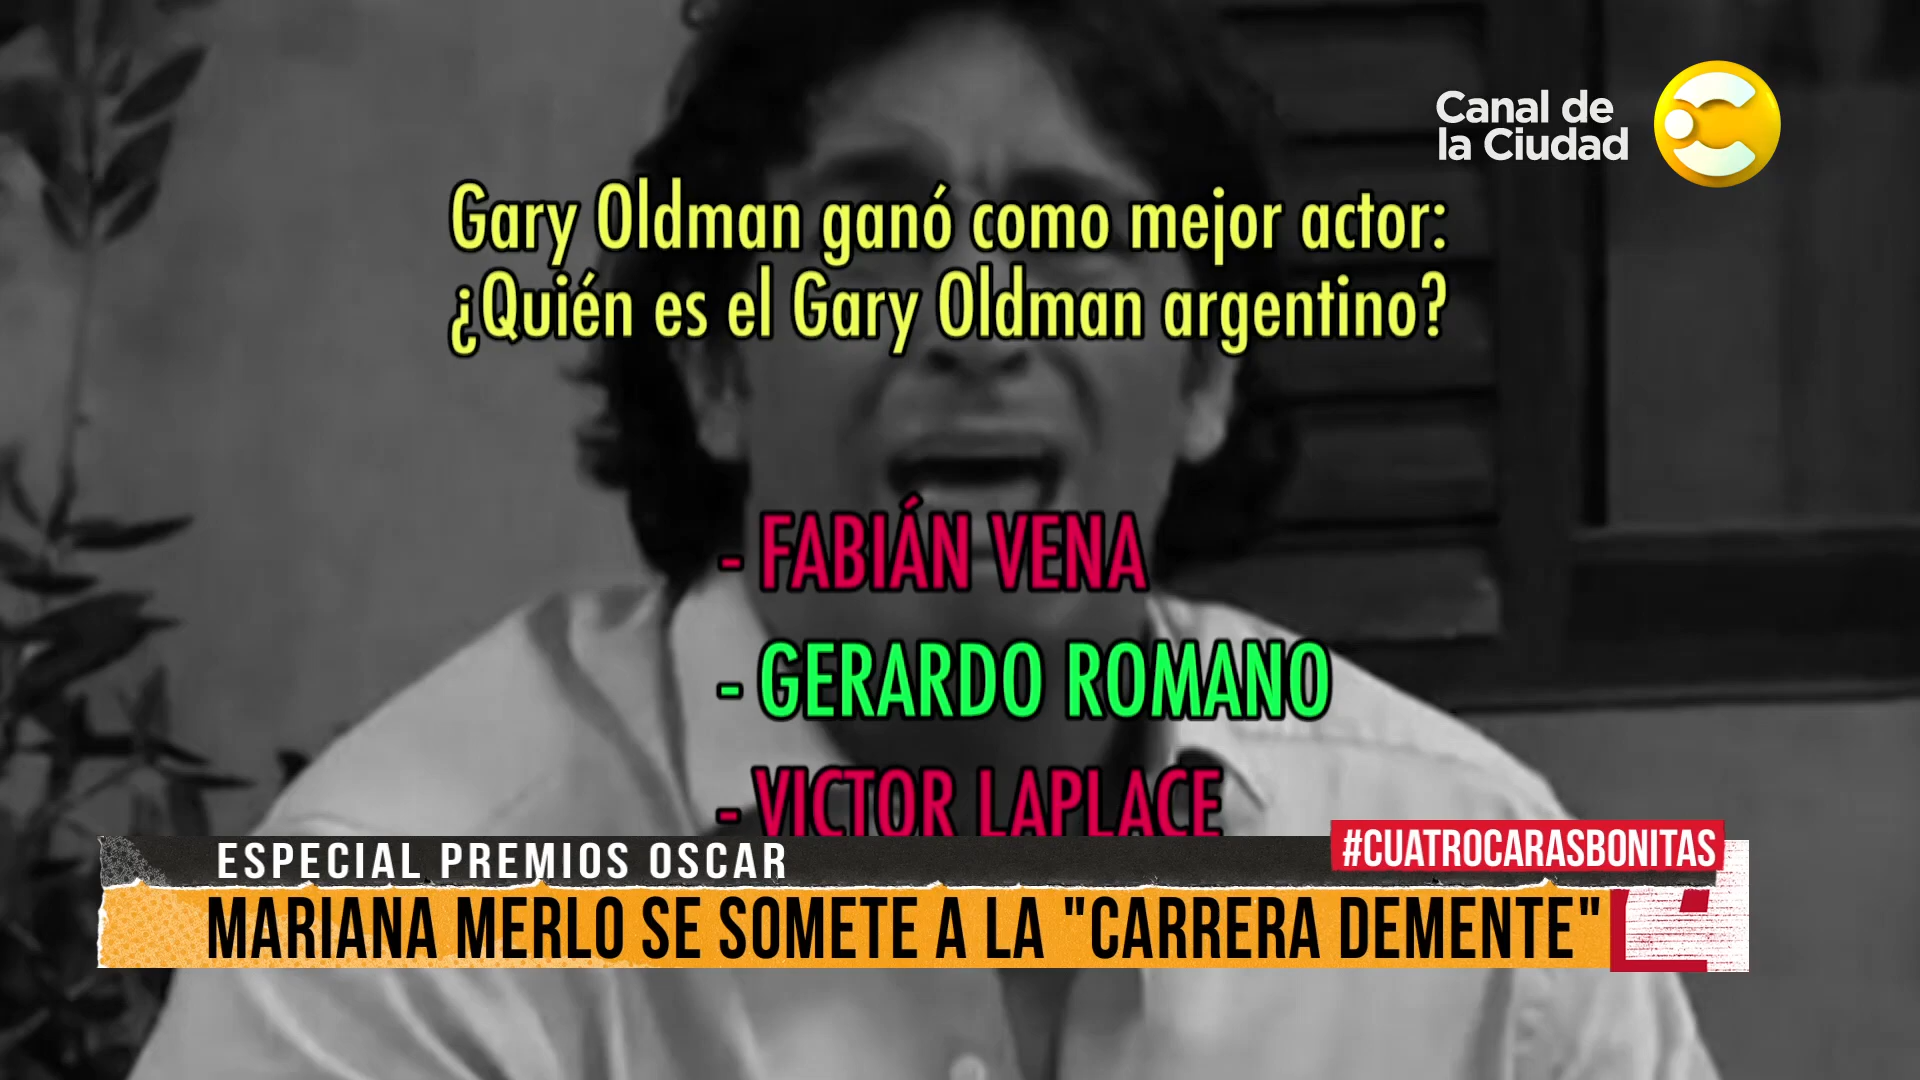 Canal de
la Ciudad
Gary Oldman ganó como mejor actor:
¿Quién es el Gary Oldman argentino?
- FABIÁN VENA
- GERARDO ROMANO
- VICTOR LAPLACE
#CUATROCARASBONITAS
ESPECIAL PREMIOS OSCAR
MARIANA MERLO SE SOMETE A LA "CARRERA DEMENTE"